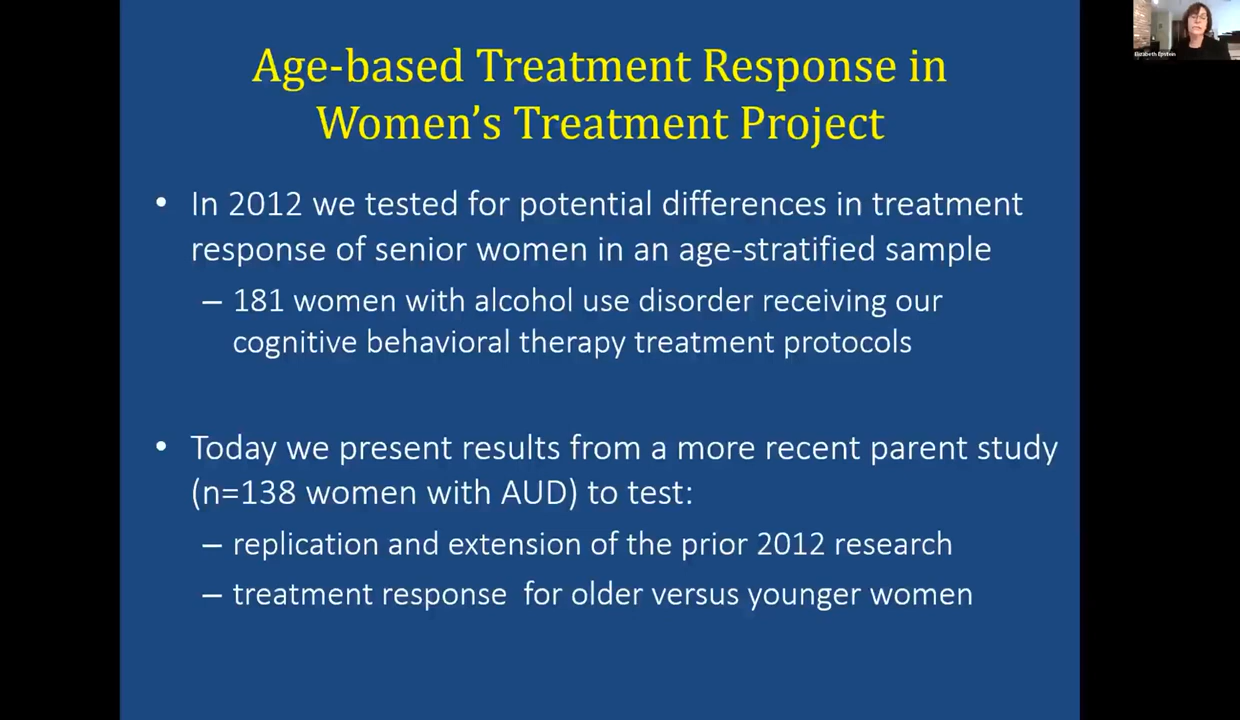 Age-based Treatment Response in
Women's Treatment Project
• In 2012 we tested for potential differences in treatment
response of senior women in an age-stratified sample
– 181 women with alcohol use disorder receiving our
cognitive behavioral therapy treatment protocols
• Today we present results from a more recent parent study
(n=138 women with AUD) to test:
– replication and extension of the prior 2012 research
– treatment response  for older versus younger women
Elizabeth Epstein